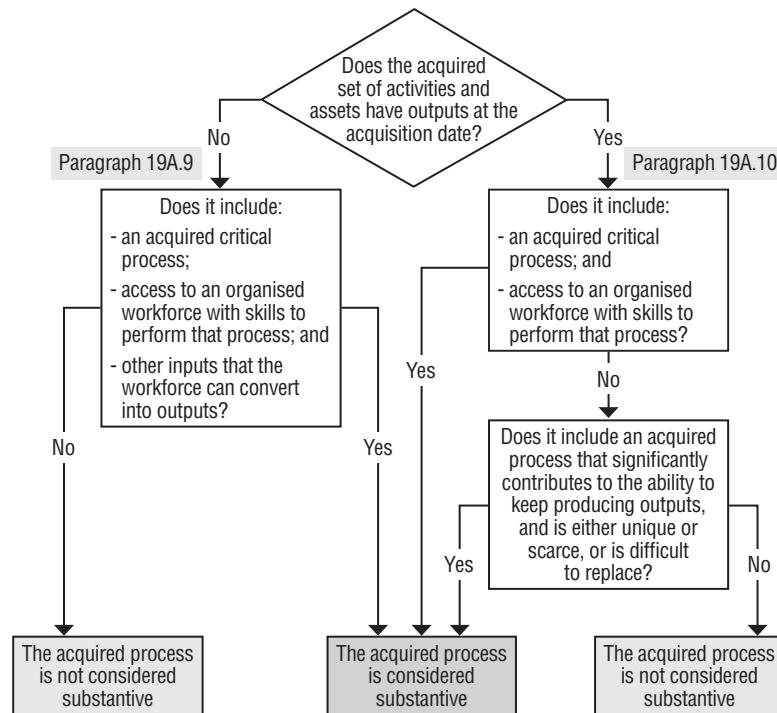 Does the acquired
set of activities and
assets have outputs at the
acquisition date?
No
Yes
Paragraph 19A.9
Paragraph 19A.10
Does it include:
- an acquired critical
process;
- access to an organised
workforce with skills to
perform that process; and
- other inputs that the
workforce can convert
into outputs?
Does it include:
- an acquired critical
process; and
- access to an organised
workforce with skills to
perform that process?
No
Yes
Yes
No
Does it include an acquired
process that significantly
contributes to the ability to
keep producing outputs,
and is either unique or
scarce, or is difficult
to replace?
Yes
No
The acquired process
is not considered
substantive
The acquired process
is considered
substantive
The acquired process
is not considered
substantive